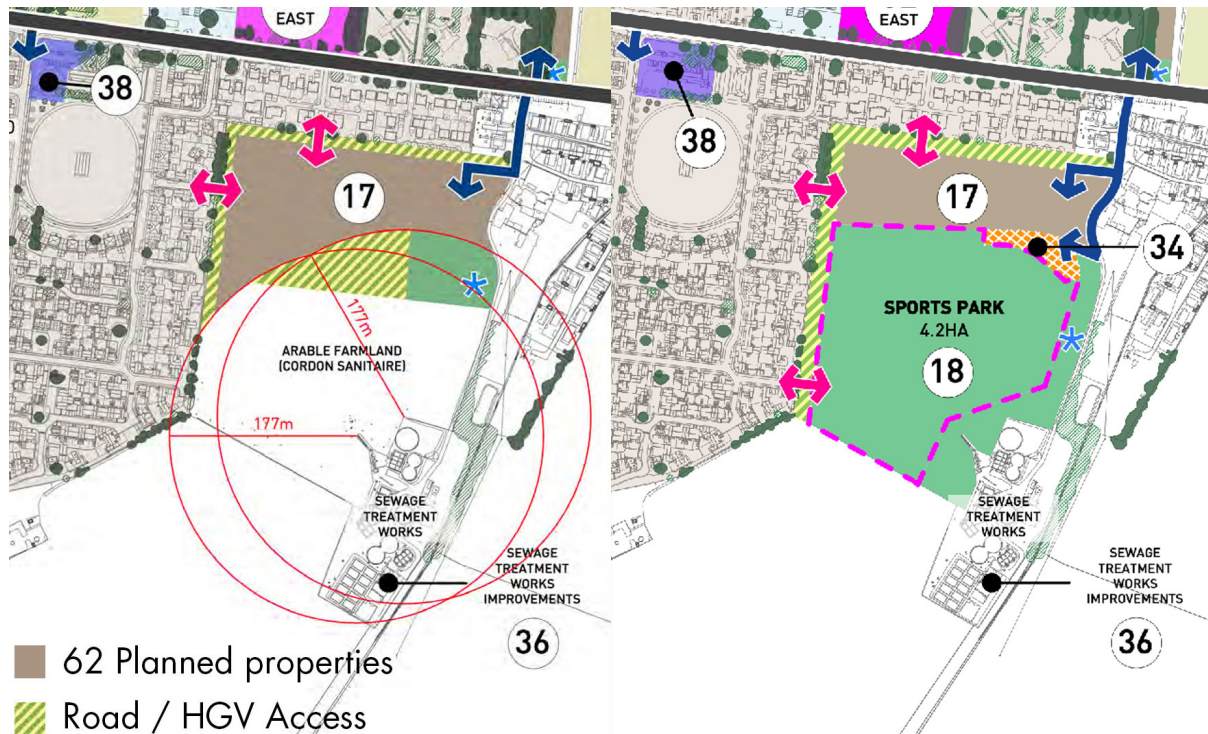 EAST
38
17
177m
ARABLE FARMLAND
(CORDON SANITAIRE)
177m
SEWAGE
TREATMENT
WORKS
SEWAGE
TREATMENT
WORKS
IMPROVEMENTS
36
62 Planned properties
Road / HGV Access
EAST
38
17
34
SPORTS PARK
4.2HA
18
SEWAGE
TREATMENT
WORKS
SEWAGE
TREATMENT
WORKS
IMPROVEMENTS
36